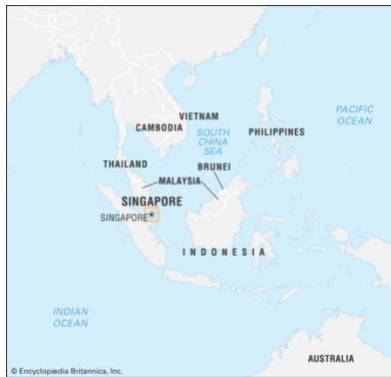 VIETNAM
CAMBODIA
SOUTH
CHINA
SEA
PHILIPPINES
PACIFIC
OCEAN
THAILAND
BRUNEI
MALAYSIA
SINGAPORE
SINGAPORE
INDONESIA
INDIAN
OCEAN
AUSTRALIA
© Encyclopædia Britannica, Inc.